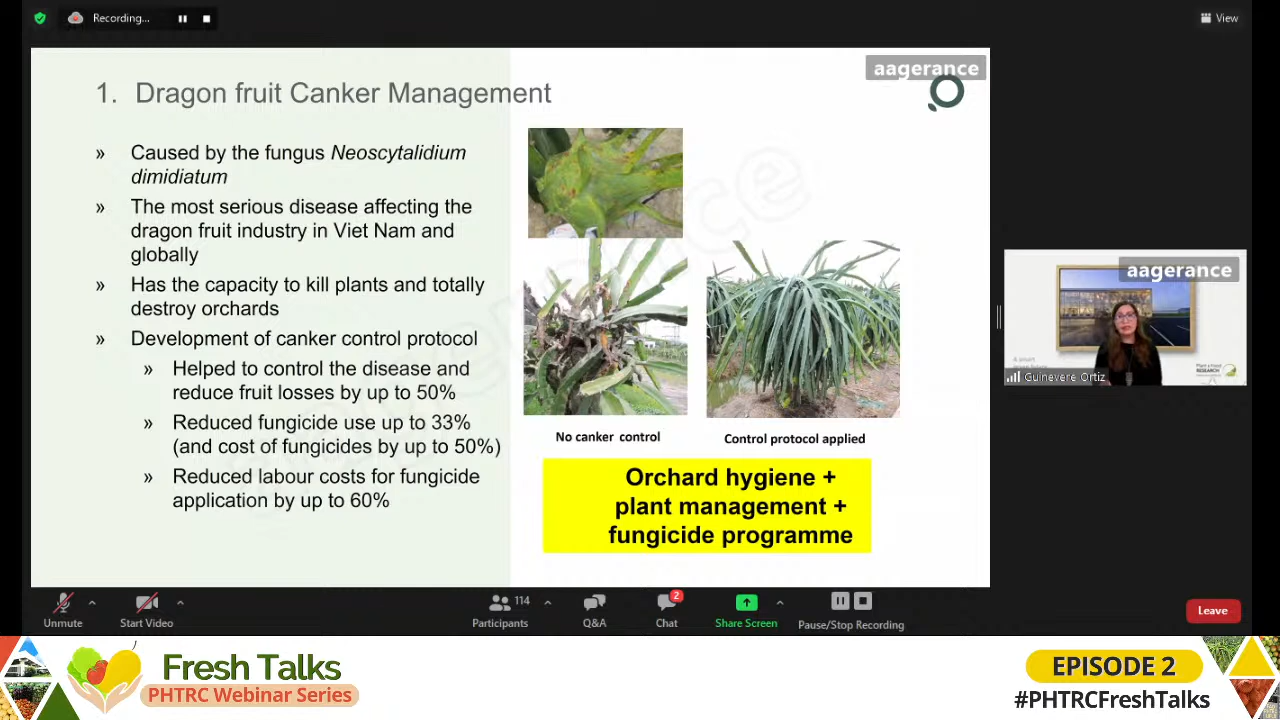 Recording...
View
aagerance
1. Dragon fruit Canker Management
» Caused by the fungus Neoscytalidium
dimidiatum
» The most serious disease affecting the
dragon fruit industry in Viet Nam and
globally
» Has the capacity to kill plants and totally
destroy orchards
» Development of canker control protocol
» Helped to control the disease and
reduce fruit losses by up to 50%
» Reduced fungicide use up to 33%
(and cost of fungicides by up to 50%)
» Reduced labour costs for fungicide
application by up to 60%
No canker control
Control protocol applied
Orchard hygiene +
plant management +
fungicide programme
aagerance
Guinevere Ortiz
Unmute
Start Video
114
Participants
Q&A
2
Chat
Share Screen
Pause/Stop Recording
Leave
Fresh Talks
PHTRC Webinar Series
EPISODE 2
#PHTRCFreshTalks